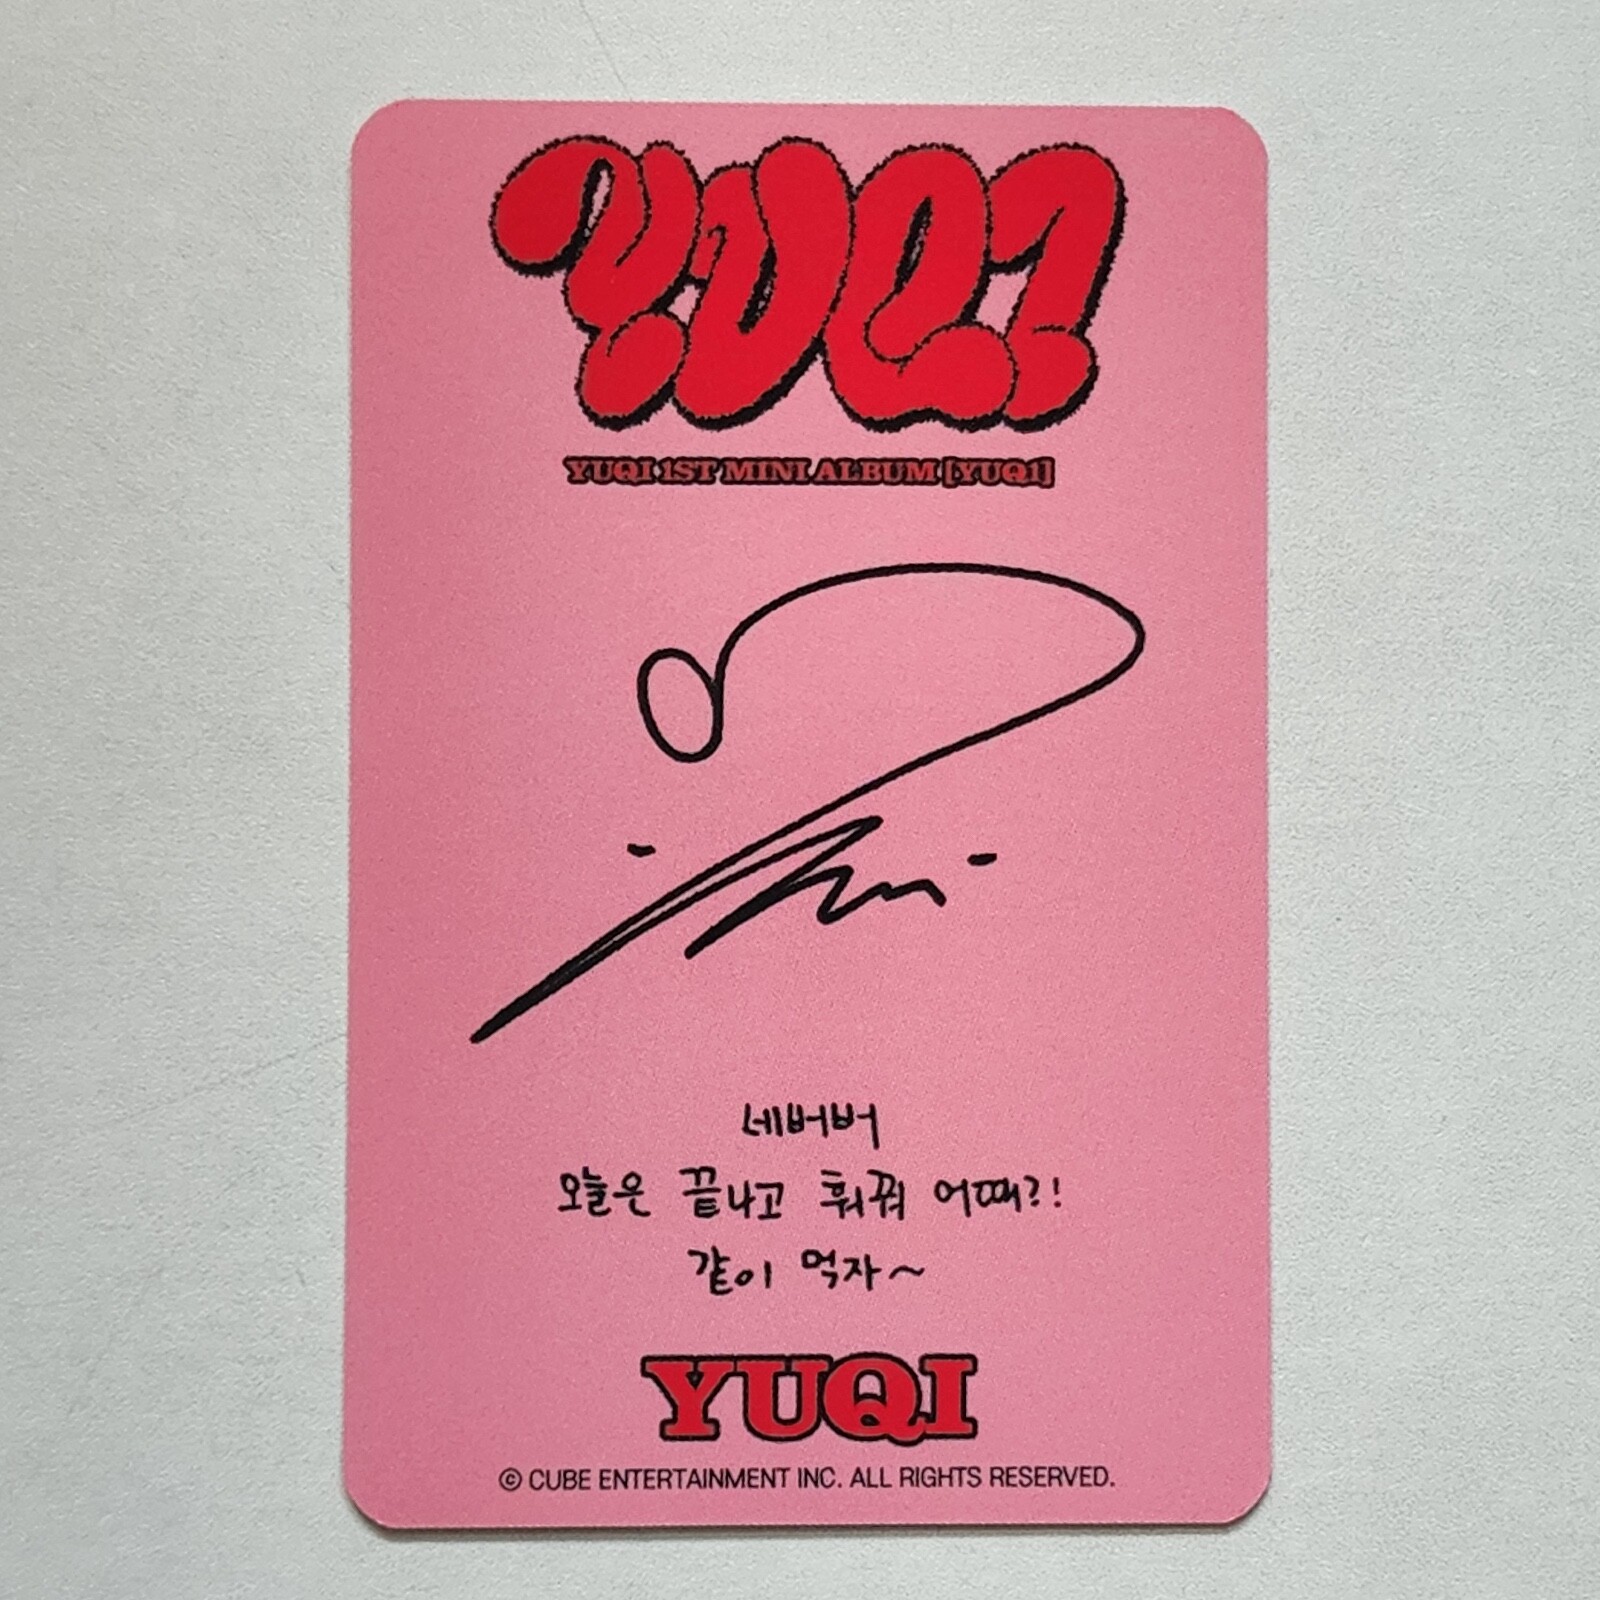 YUQ1
YUQI 1ST MINI ALBUM [YUQ1]
네버버
오늘은 끝나고 훠궈 어때?!
같이 먹자~
YUQI
© CUBE ENTERTAINMENT INC. ALL RIGHTS RESERVED.